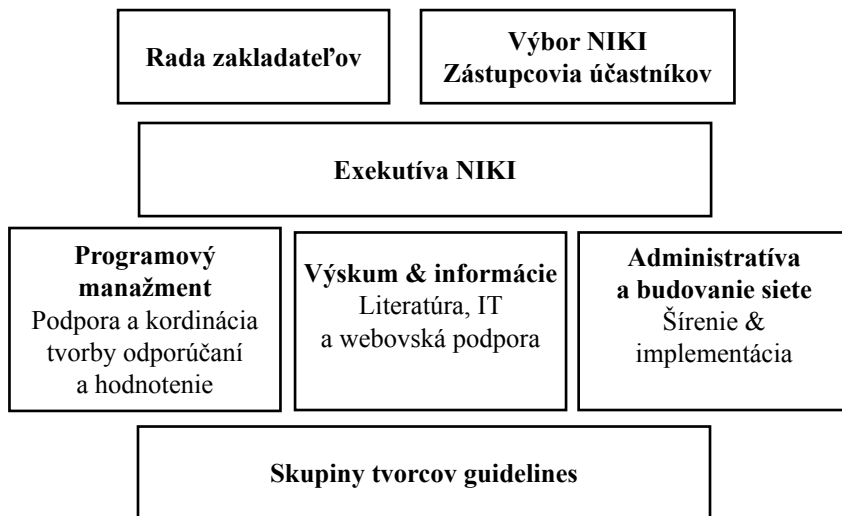 Rada zakladateľov
Výbor NIKI
Zástupcovia účastníkov
Exekutíva NIKI
Programový
manažment
Podpora a kordinácia
tvorby odporúčaní
a hodnotenie
Výskum & informácie
Literatúra, IT
a webovská podpora
Administratíva
a budovanie siete
Šírenie &
implementácia
Skupiny tvorcov guidelines